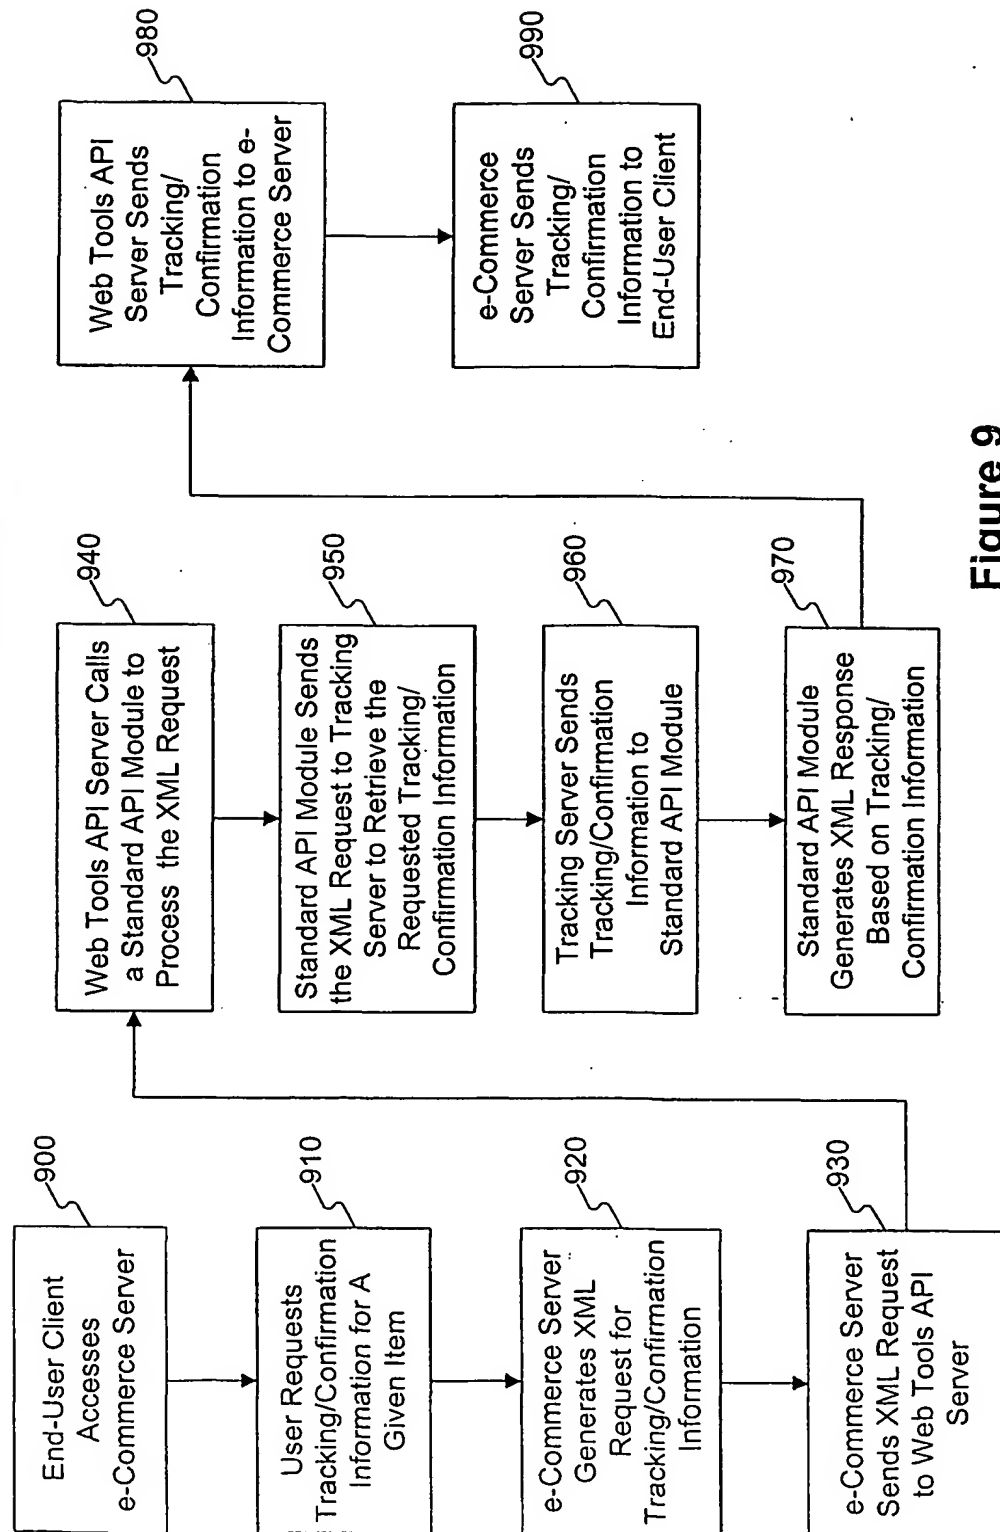 End-User Client
Accesses
e-Commerce Server
900
User Requests
Tracking/Confirmation
Information for A
Given Item
910
e-Commerce Server
Generates XML
Request for
Tracking/Confirmation
Information
920
e-Commerce Server
Sends XML Request
to Web Tools API
Server
930
Web Tools API Server Calls
a Standard API Module to
Process the XML Request
940
Standard API Module Sends
the XML Request to Tracking
Server to Retrieve the
Requested Tracking/
Confirmation Information
950
Tracking Server Sends
Tracking/Confirmation
Information to
Standard API Module
960
Standard API Module
Generates XML Response
Based on Tracking/
Confirmation Information
970
Web Tools API
Server Sends
Tracking/
Confirmation
Information to e-
Commerce Server
980
e-Commerce
Server Sends
Tracking/
Confirmation
Information to
End-User Client
990
Figure 9